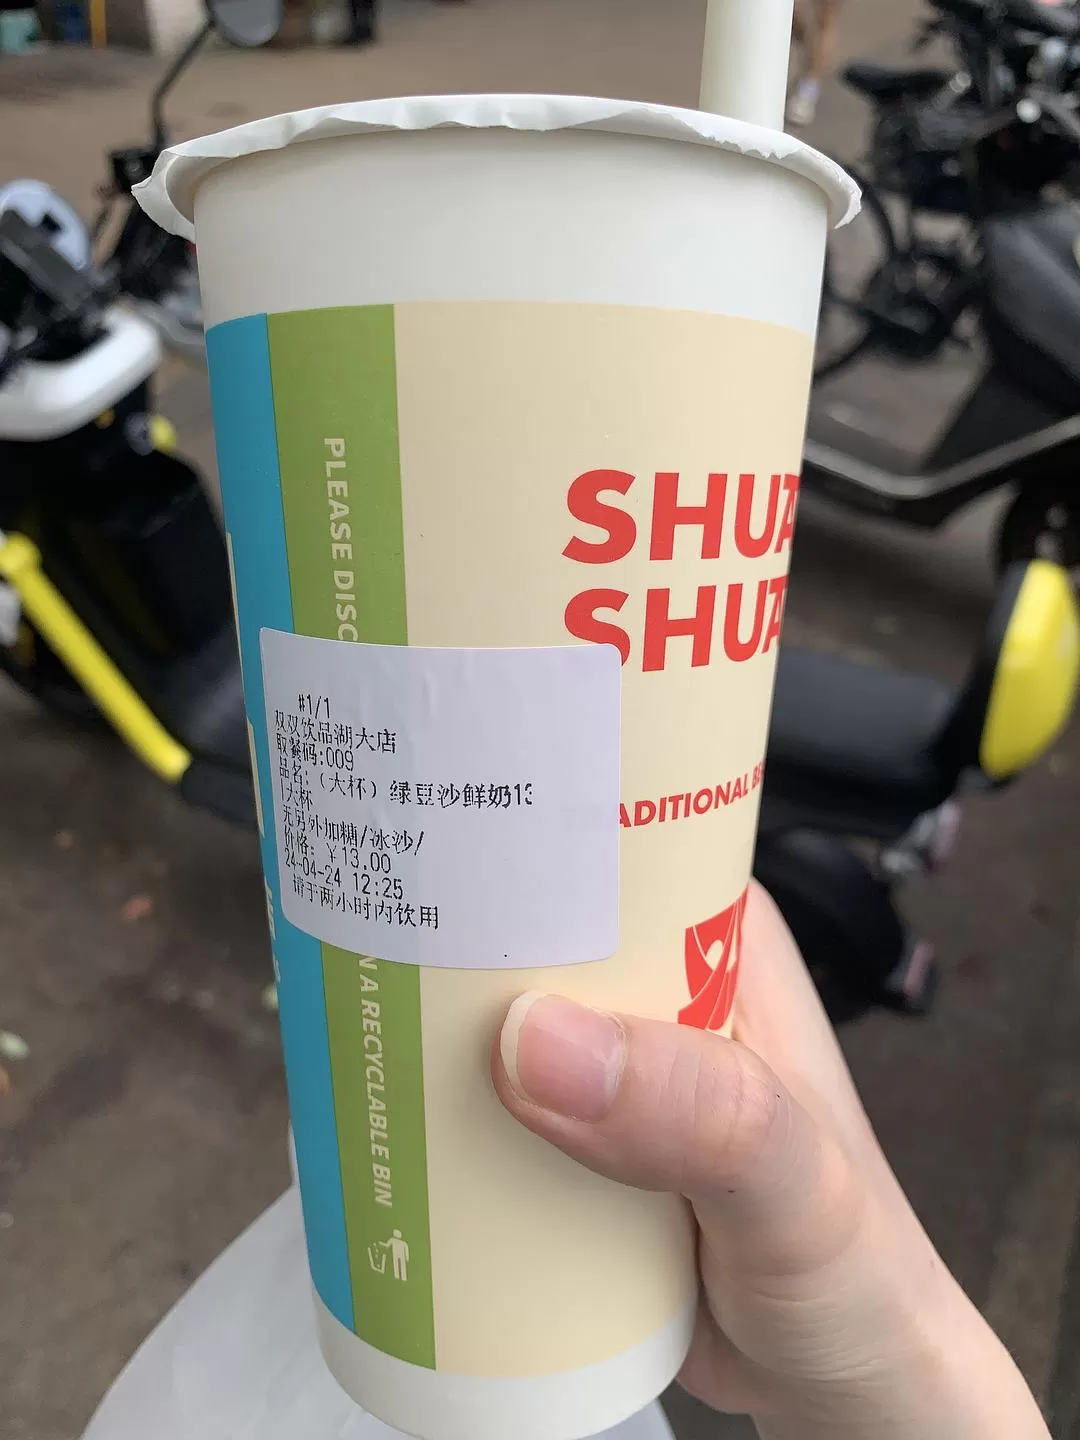 PLEASE DISC
N A RECYCLABLE BIN
SHUA
SHUA
ADITIONAL BE
#1/1
双双饮品湖大店
取餐码:009
品名:（大杯）绿豆沙鲜奶13
1大杯
无另外加糖/冰沙/
价格: ¥13.00
24-04-24 12:25
请于两小时内饮用